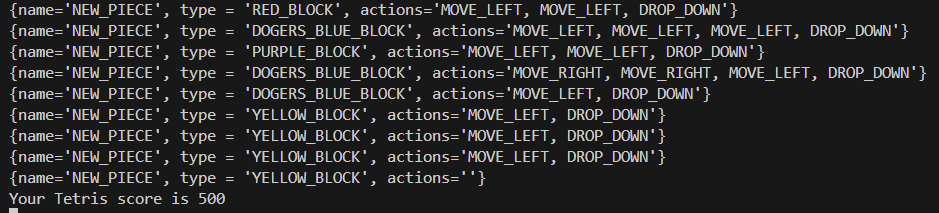 {name='NEW_PIECE', type = 'RED_BLOCK', actions='MOVE_LEFT, MOVE_LEFT, DROP_DOWN'}
{name='NEW_PIECE', type = 'DOGERS_BLUE_BLOCK', actions='MOVE_LEFT, MOVE_LEFT, MOVE_LEFT, DROP_DOWN'}
{name='NEW_PIECE', type = 'PURPLE_BLOCK', actions='MOVE_LEFT, MOVE_LEFT, DROP_DOWN'}
{name='NEW_PIECE', type = 'DOGERS_BLUE_BLOCK', actions='MOVE_RIGHT, MOVE_RIGHT, MOVE_LEFT, DROP_DOWN'}
{name='NEW_PIECE', type = 'DOGERS_BLUE_BLOCK', actions='MOVE_LEFT, DROP_DOWN'}
{name='NEW_PIECE', type = 'YELLOW_BLOCK', actions='MOVE_LEFT, DROP_DOWN'}
{name='NEW_PIECE', type = 'YELLOW_BLOCK', actions='MOVE_LEFT, DROP_DOWN'}
{name='NEW_PIECE', type = 'YELLOW_BLOCK', actions='MOVE_LEFT, DROP_DOWN'}
{name='NEW_PIECE', type = 'YELLOW_BLOCK', actions=''}
Your Tetris score is 500